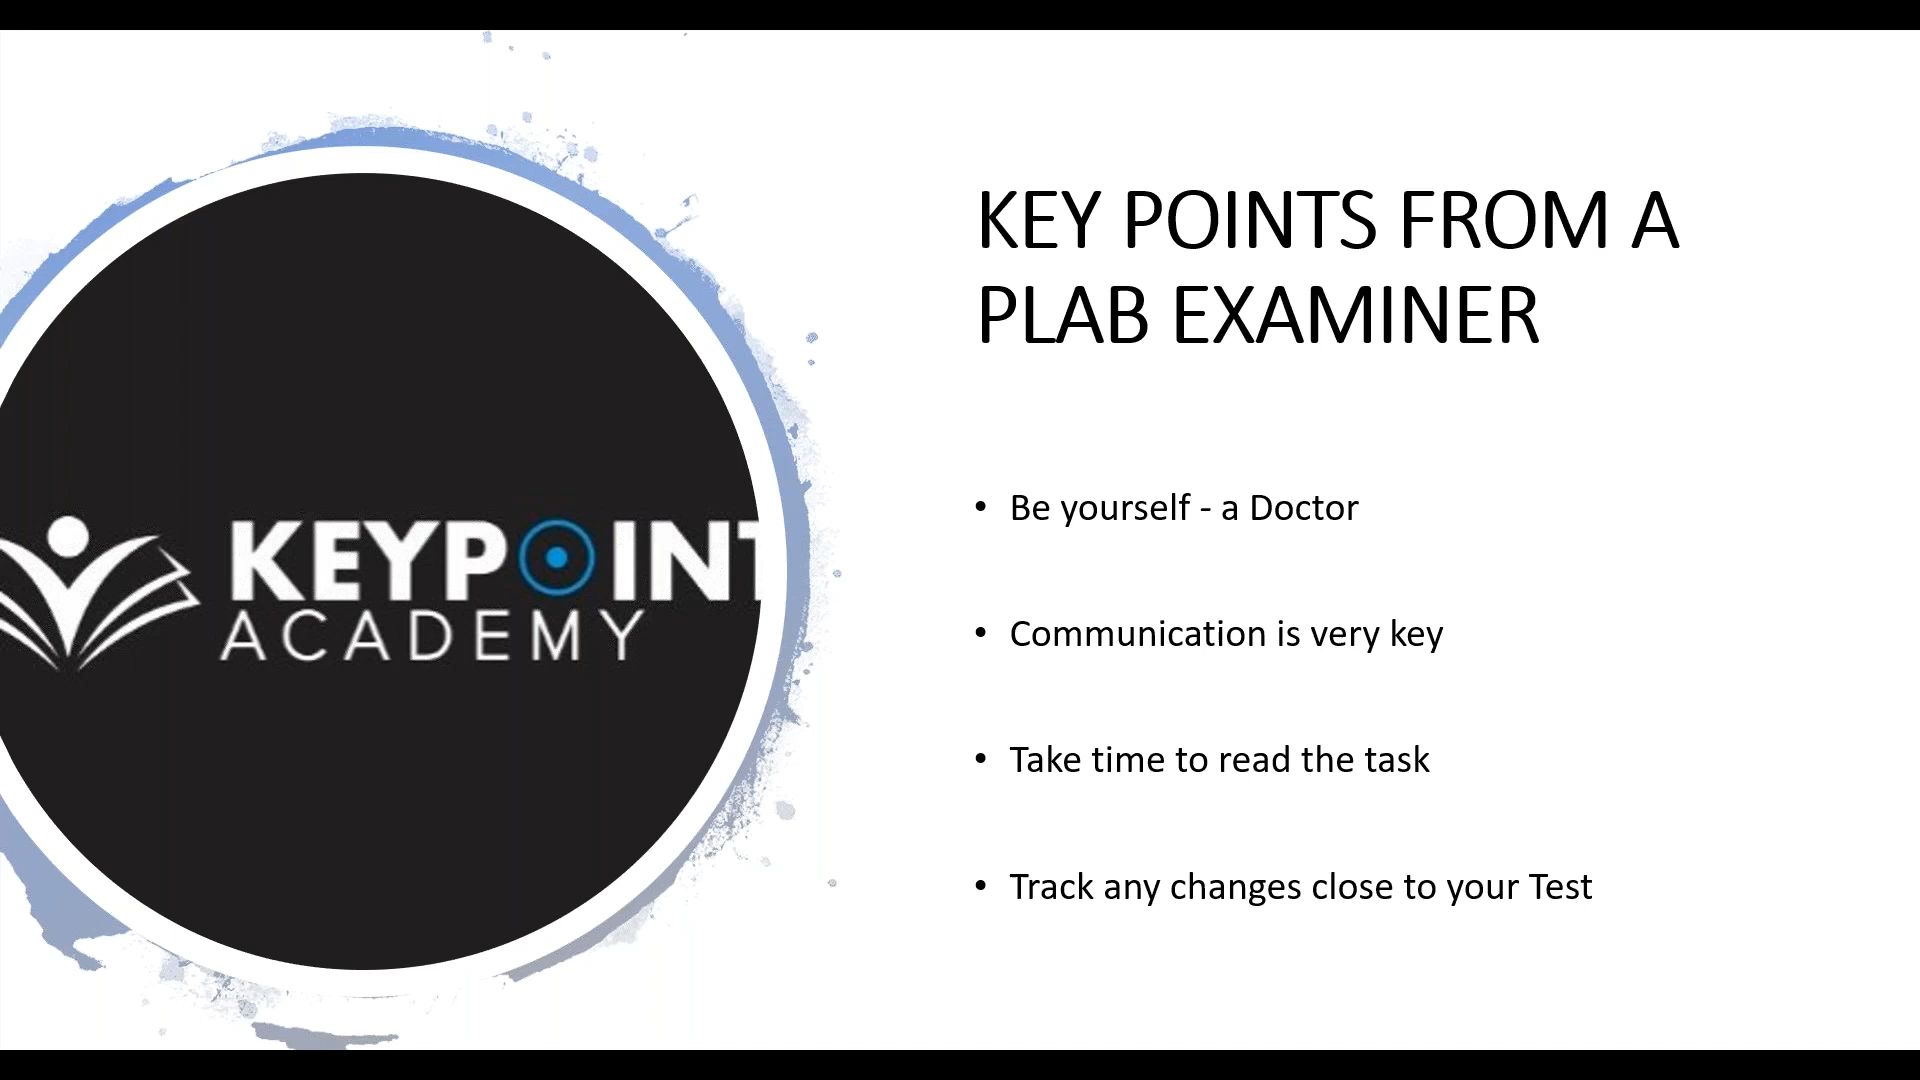 KEYPOINT
ACADEMY
KEY POINTS FROM A
PLAB EXAMINER
• Be yourself - a Doctor
• Communication is very key
• Take time to read the task
• Track any changes close to your Test